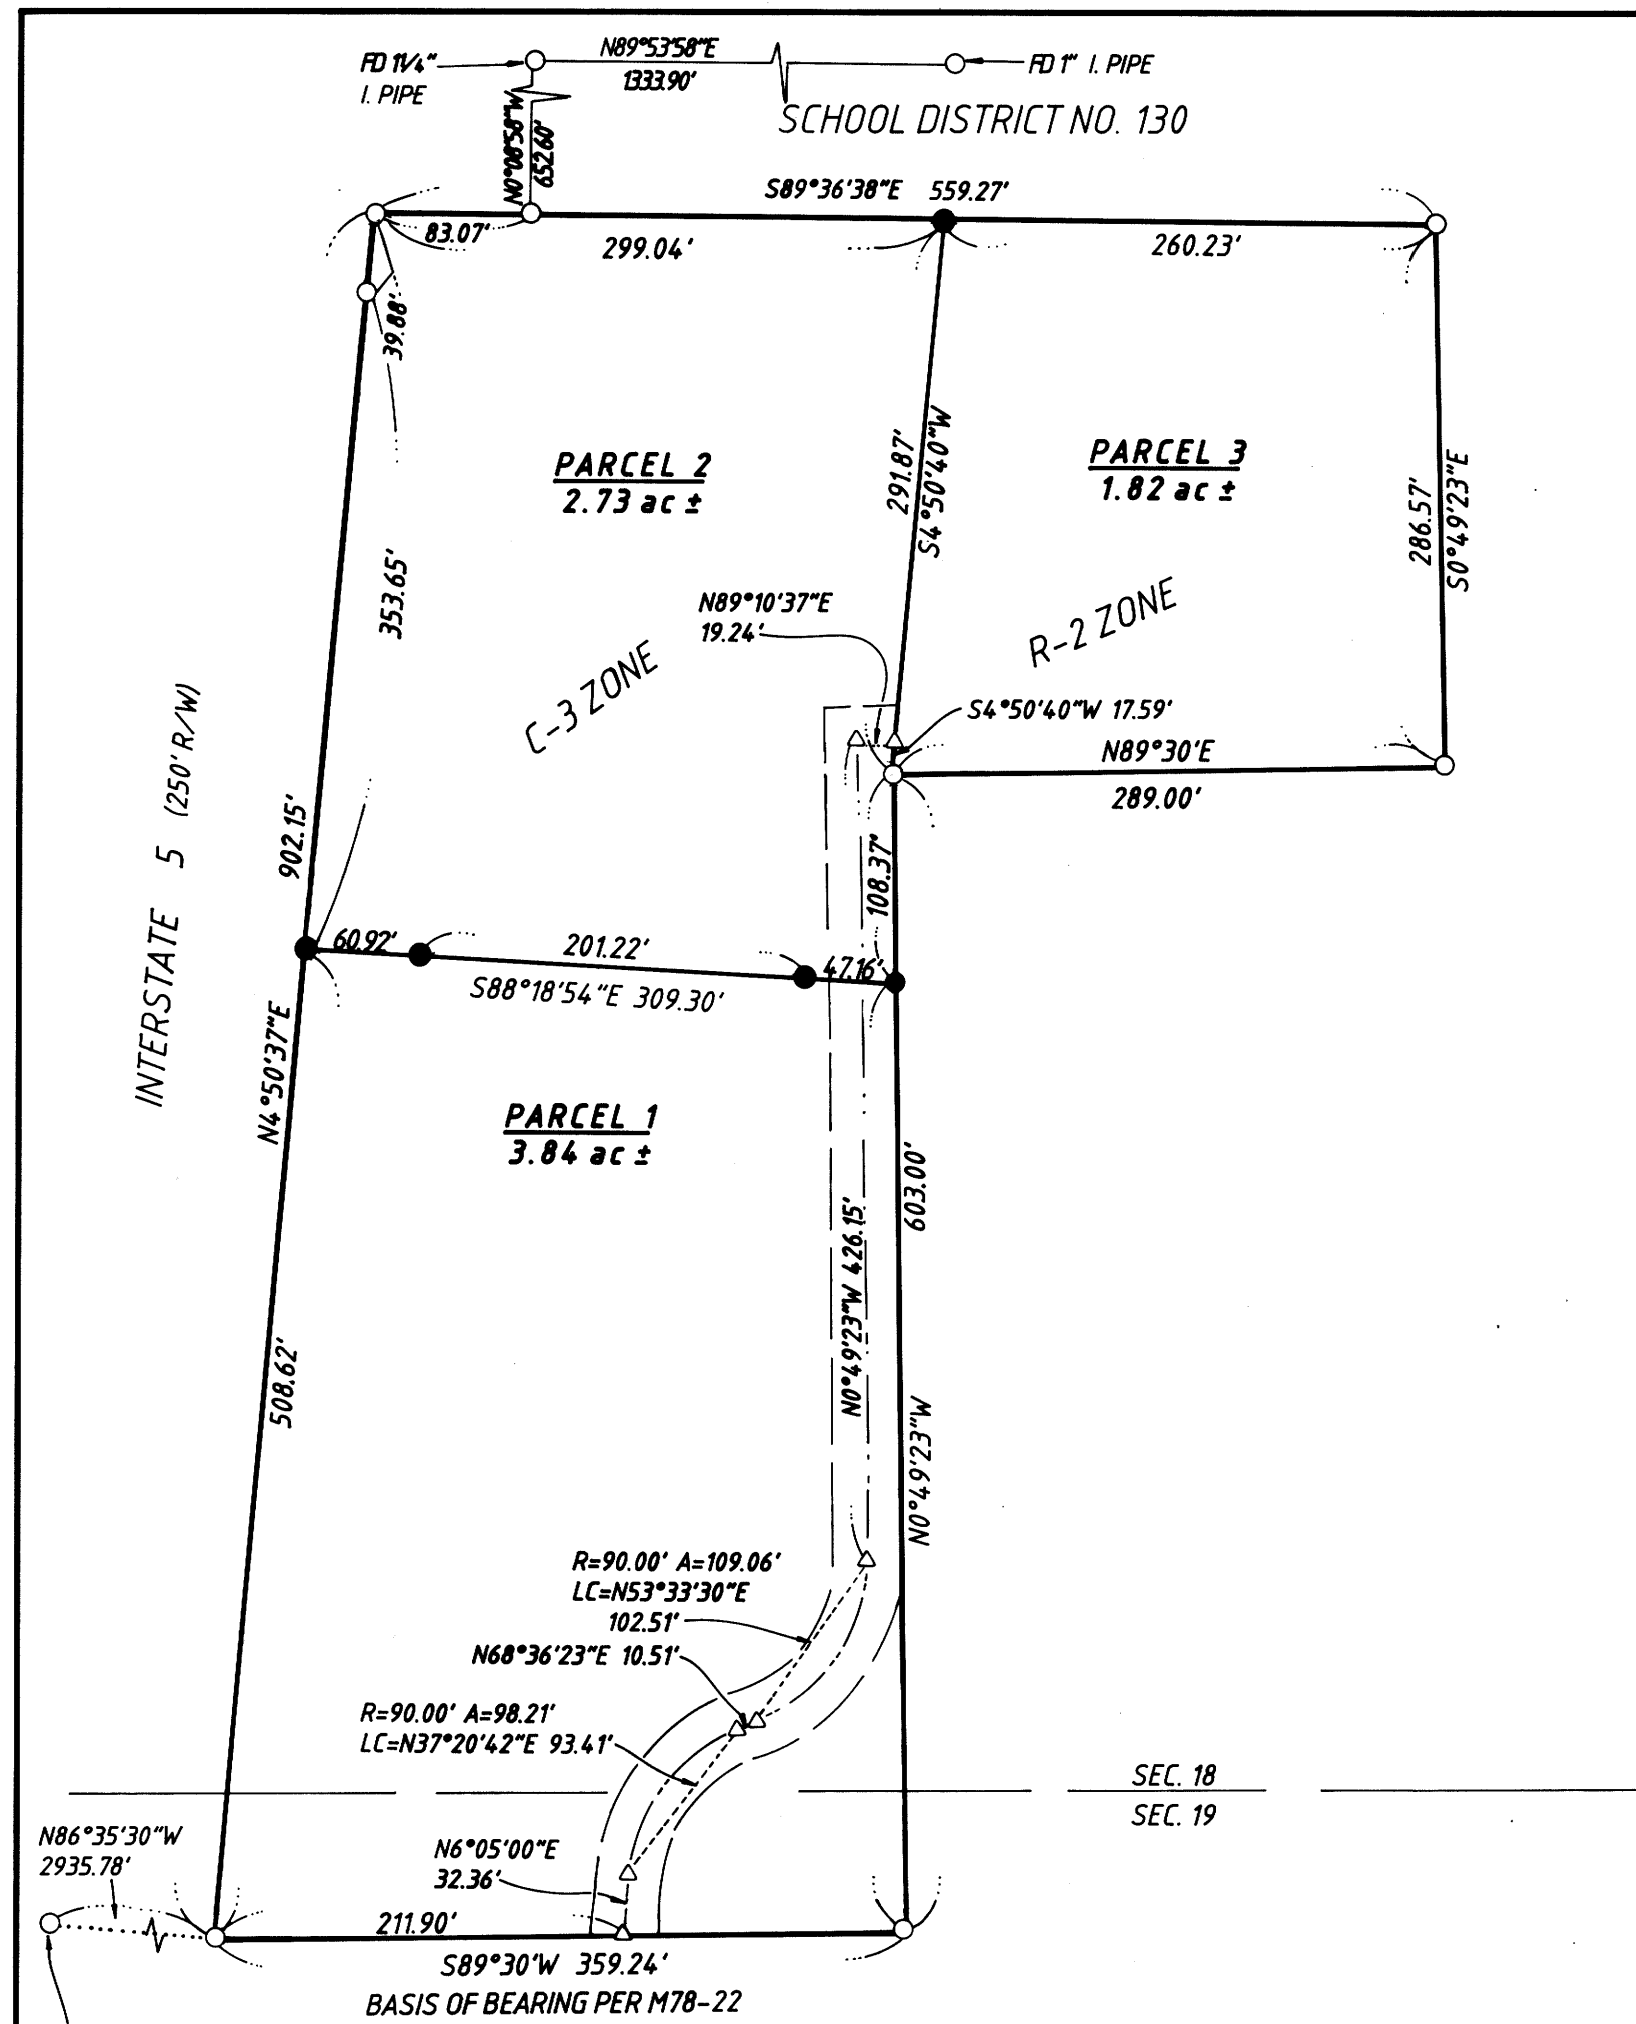 N89°53'58"E
FD 1¼"
I. PIPE
1333.90'
FD 1" I. PIPE
SCHOOL DISTRICT NO. 130
N0°08'58"W
652.60'
S89°36'38"E 559.27'
83.07'
299.04'
260.23'
39.88'
PARCEL 2
2.73 ac ±
291.87'
S4°50'40"W
PARCEL 3
1.82 ac ±
286.57'
S0°49'23"E
353.65'
N89°10'37"E
19.24'
R-2 ZONE
C-3 ZONE
S4°50'40"W 17.59'
N89°30'E
289.00'
INTERSTATE 5 (250' R/W)
902.15'
108.37'
60.92'
201.22'
47.16'
S88°18'54"E 309.30'
N4°50'37"E
PARCEL 1
3.84 ac ±
603.00'
N0°49'23"W 426.15'
508.62'
N0°49'23"W
R=90.00' A=109.06'
LC=N53°33'30"E
102.51'
N68°36'23"E 10.51'
R=90.00' A=98.21'
LC=N37°20'42"E 93.41'
SEC. 18
SEC. 19
N86°35'30"W
2935.78'
N6°05'00"E
32.36'
211.90'
S89°30'W 359.24'
BASIS OF BEARING PER M78-22